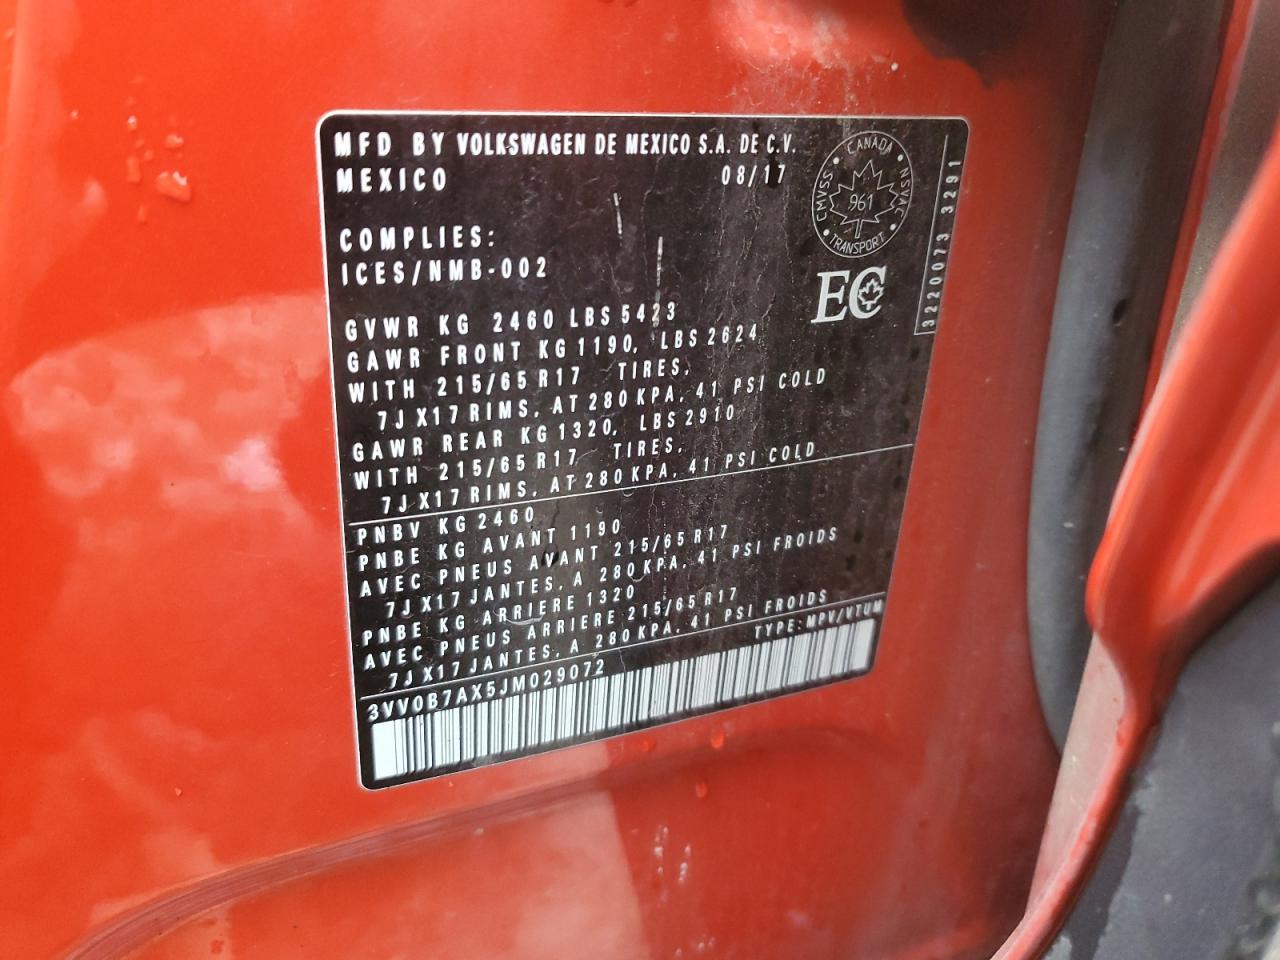 MFD BY VOLKSWAGEN DE MEXICO S.A. DE C.V.
MEXICO 08/17
CANADA
CMVSS 961 NSVAC
TRANSPORT
COMPLIES:
ICES/NMB-002
EC
3220073 3291
GVWR KG 2460 LBS 5423
GAWR FRONT KG 1190, LBS 2624
WITH 215/65 R17 TIRES,
7J X17 RIMS, AT 280 KPA, 41 PSI COLD
GAWR REAR KG 1320, LBS 2910
WITH 215/65 R17 TIRES,
7J X17 RIMS, AT 280 KPA, 41 PSI COLD
PNBV KG 2460
PNBE KG AVANT 1190
AVEC PNEUS AVANT 215/65 R17
7J X17 JANTES, A 280 KPA, 41 PSI FROIDS
PNBE KG ARRIERE 1320
AVEC PNEUS ARRIERE 215/65 R17
7J X17 JANTES, A 280 KPA, 41 PSI FROIDS
3VV0B7AX5JM029072 TYPE: MPV/VTUM